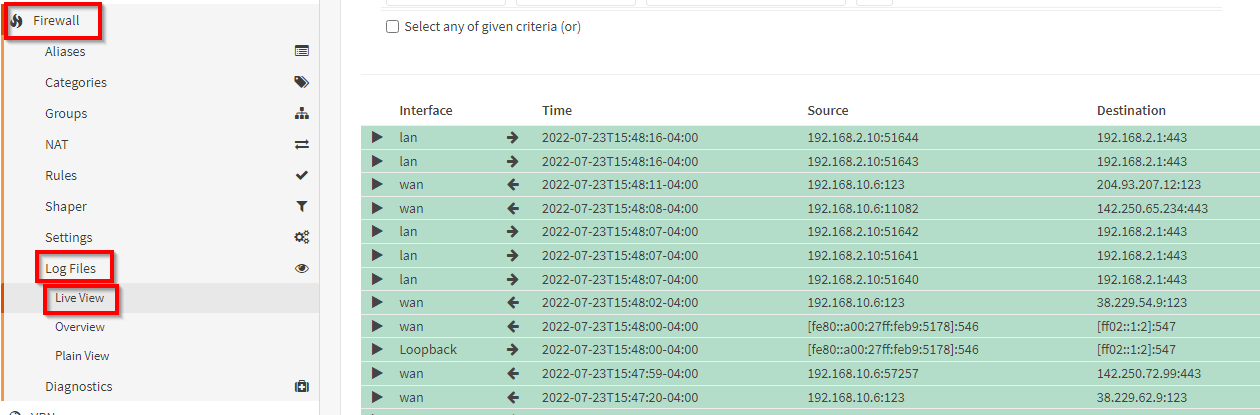 Firewall
Aliases
Categories
Groups
NAT
Rules
Shaper
Settings
Log Files
Live View
Overview
Plain View
Diagnostics
Select any of given criteria (or)
Interface Time Source Destination
lan 2022-07-23T15:48:16-04:00 192.168.2.10:51644 192.168.2.1:443
lan 2022-07-23T15:48:16-04:00 192.168.2.10:51643 192.168.2.1:443
wan 2022-07-23T15:48:11-04:00 192.168.10.6:123 204.93.207.12:123
wan 2022-07-23T15:48:08-04:00 192.168.10.6:11082 142.250.65.234:443
lan 2022-07-23T15:48:07-04:00 192.168.2.10:51642 192.168.2.1:443
lan 2022-07-23T15:48:07-04:00 192.168.2.10:51641 192.168.2.1:443
lan 2022-07-23T15:48:07-04:00 192.168.2.10:51640 192.168.2.1:443
wan 2022-07-23T15:48:02-04:00 192.168.10.6:123 38.229.54.9:123
wan 2022-07-23T15:48:00-04:00 [fe80::a00:27ff:feb9:5178]:546 [ff02::1:2]:547
Loopback 2022-07-23T15:48:00-04:00 [fe80::a00:27ff:feb9:5178]:546 [ff02::1:2]:547
wan 2022-07-23T15:47:59-04:00 192.168.10.6:57257 142.250.72.99:443
wan 2022-07-23T15:47:20-04:00 192.168.10.6:123 38.229.62.9:123